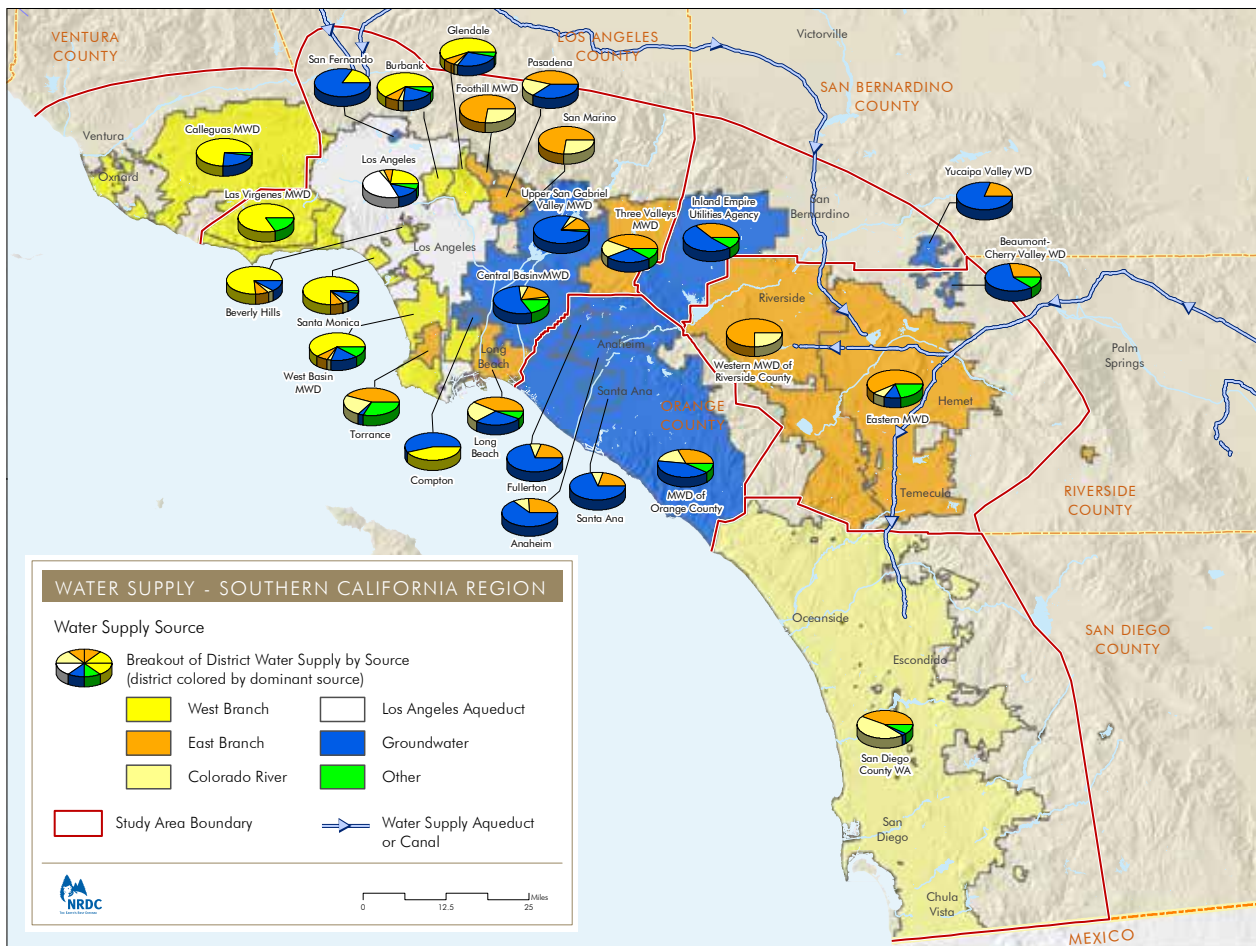 VENTURA
COUNTY
LOS ANGELES
COUNTY
Victorville
SAN BERNARDINO
COUNTY
Glendale
San Fernando
Burbank
Pasadena
Foothill MWD
San Marino
Ventura
Calleguas MWD
Oxnard
Los Angeles
Las Virgenes MWD
Upper San Gabriel
Valley MWD
Three Valleys
MWD
Inland Empire
Utilities Agency
San
Bernardino
Yucaipa Valley WD
Beaumont-
Cherry Valley WD
Los Angeles
Central BasinvMWD
Beverly Hills
Santa Monica
West Basin
MWD
Riverside
Anaheim
Long
Beach
Western MWD of
Riverside County
Palm
Springs
Santa Ana
ORANGE
COUNTY
Hemet
Eastern MWD
Torrance
Long
Beach
Compton
Fullerton
Santa Ana
Anaheim
MWD of
Orange County
Temecula
RIVERSIDE
COUNTY
WATER SUPPLY - SOUTHERN CALIFORNIA REGION
Water Supply Source
Breakout of District Water Supply by Source
(district colored by dominant source)
West Branch
Los Angeles Aqueduct
East Branch
Groundwater
Colorado River
Other
Study Area Boundary
Water Supply Aqueduct
or Canal
NRDC
THE EARTH'S BEST DEFENSE
Miles
0
12.5
25
Oceanside
Escondido
SAN DIEGO
COUNTY
San Diego
County WA
San
Diego
Chula
Vista
MEXICO